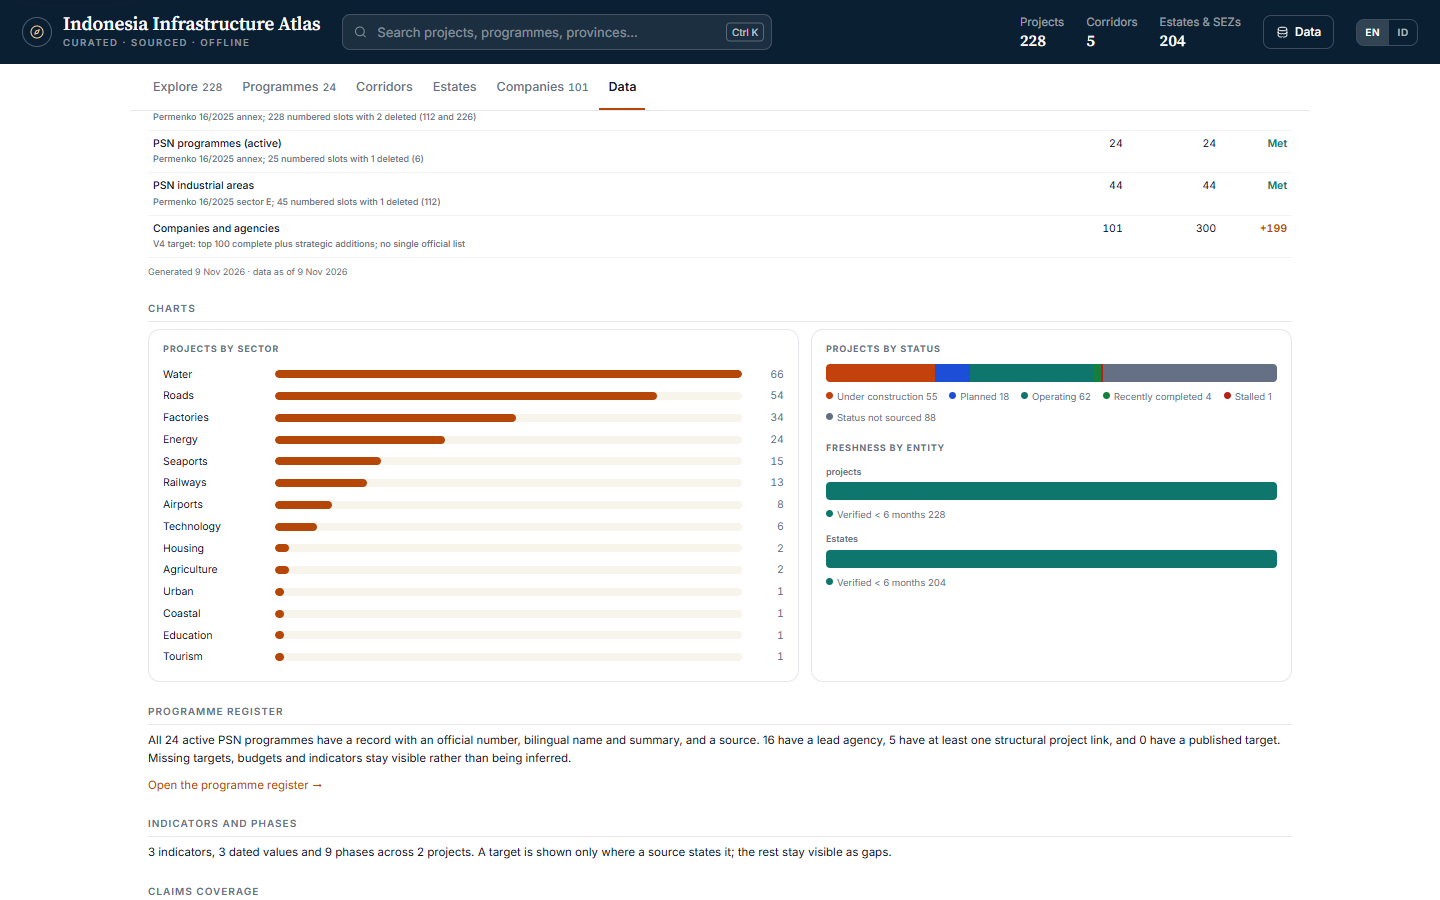 Indonesia Infrastructure Atlas
CURATED · SOURCED · OFFLINE
Search projects, programmes, provinces...
Ctrl K
Projects
228
Corridors
5
Estates & SEZs
204
Data
EN
ID
Explore 228
Programmes 24
Corridors
Estates
Companies 101
Data
Permenko 16/2025 annex; 228 numbered slots with 2 deleted (112 and 226)
PSN programmes (active) 24 24 Met
Permenko 16/2025 annex; 25 numbered slots with 1 deleted (6)
PSN industrial areas 44 44 Met
Permenko 16/2025 sector E; 45 numbered slots with 1 deleted (112)
Companies and agencies 101 300 +199
V4 target: top 100 complete plus strategic additions; no single official list
Generated 9 Nov 2026 · data as of 9 Nov 2026
CHARTS
PROJECTS BY SECTOR
Water 66
Roads 54
Factories 34
Energy 24
Seaports 15
Railways 13
Airports 8
Technology 6
Housing 2
Agriculture 2
Urban 1
Coastal 1
Education 1
Tourism 1
PROJECTS BY STATUS
Under construction 55 Planned 18 Operating 62 Recently completed 4 Stalled 1
Status not sourced 88
FRESHNESS BY ENTITY
projects
Verified < 6 months 228
Estates
Verified < 6 months 204
PROGRAMME REGISTER
All 24 active PSN programmes have a record with an official number, bilingual name and summary, and a source. 16 have a lead agency, 5 have at least one structural project link, and 0 have a published target.
Missing targets, budgets and indicators stay visible rather than being inferred.
Open the programme register →
INDICATORS AND PHASES
3 indicators, 3 dated values and 9 phases across 2 projects. A target is shown only where a source states it; the rest stay visible as gaps.
CLAIMS COVERAGE